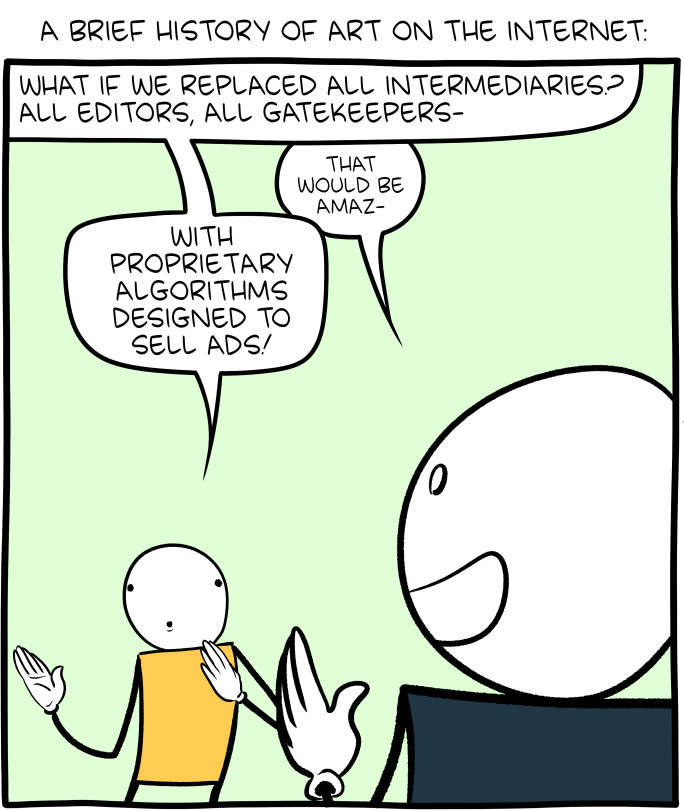 A BRIEF HISTORY OF ART ON THE INTERNET:
WHAT IF WE REPLACED ALL INTERMEDIARIES?
ALL EDITORS, ALL GATEKEEPERS-
THAT
WOULD BE
AMAZ-
WITH
PROPRIETARY
ALGORITHMS
DESIGNED TO
SELL ADS!